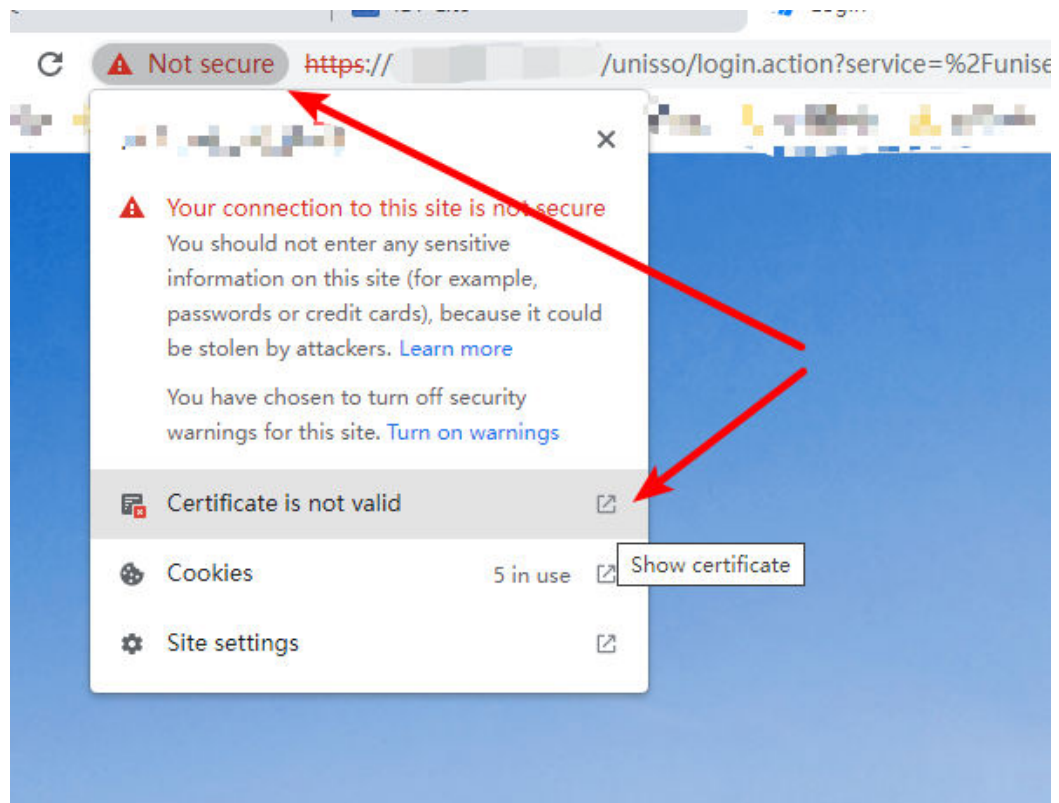 Not secure https:// /unisso/login.action?service=%2Funise
Your connection to this site is not secure
You should not enter any sensitive
information on this site (for example,
passwords or credit cards), because it could
be stolen by attackers. Learn more
You have chosen to turn off security
warnings for this site. Turn on warnings
Certificate is not valid
Show certificate
Cookies 5 in use
Site settings